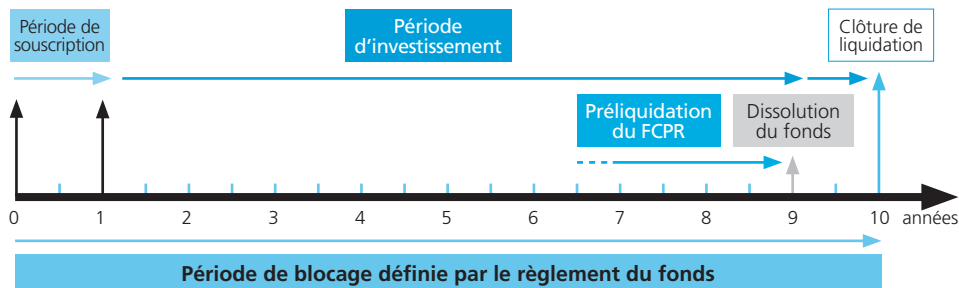 Période de
souscription
Période
d'investissement
Clôture de
liquidation
Préliquidation
du FCPR
Dissolution
du fonds
0 1 2 3 4 5 6 7 8 9 10 années
Période de blocage définie par le règlement du fonds